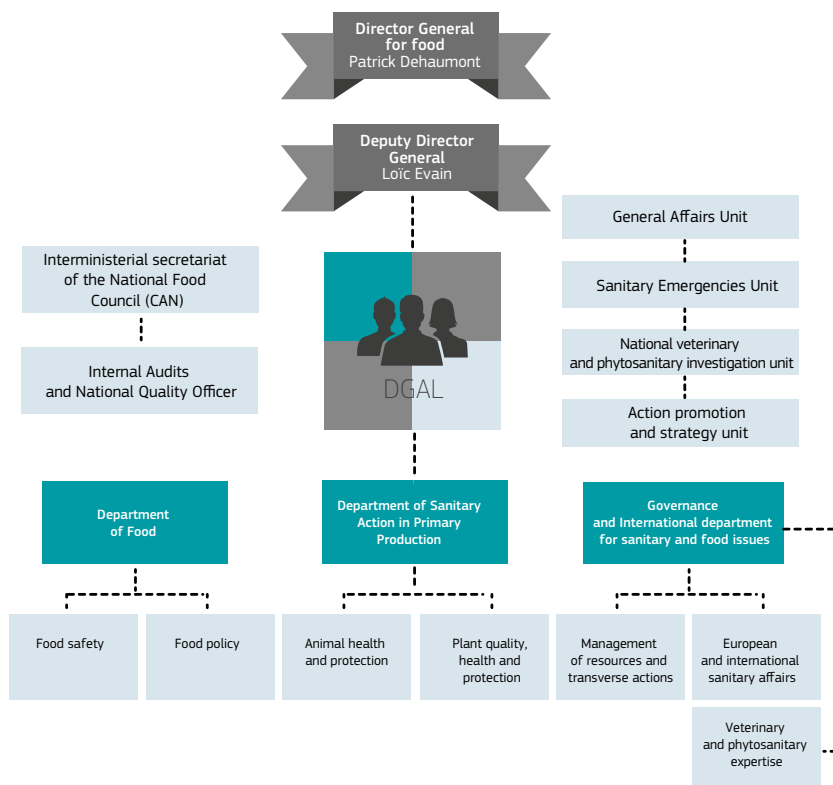 Director General
for food
Patrick Dehaumont
Deputy Director
General
Loïc Evain
General Affairs Unit
Interministerial secretariat
of the National Food
Council (CAN)
Sanitary Emergencies Unit
National veterinary
and phytosanitary investigation unit
Internal Audits
and National Quality Officer
DGAL
Action promotion
and strategy unit
Department
of Food
Department of Sanitary
Action in Primary
Production
Governance
and International department
for sanitary and food issues
Food safety
Food policy
Animal health
and protection
Plant quality,
health and
protection
Management
of resources and
transverse actions
European
and international
sanitary affairs
Veterinary
and phytosanitary
expertise